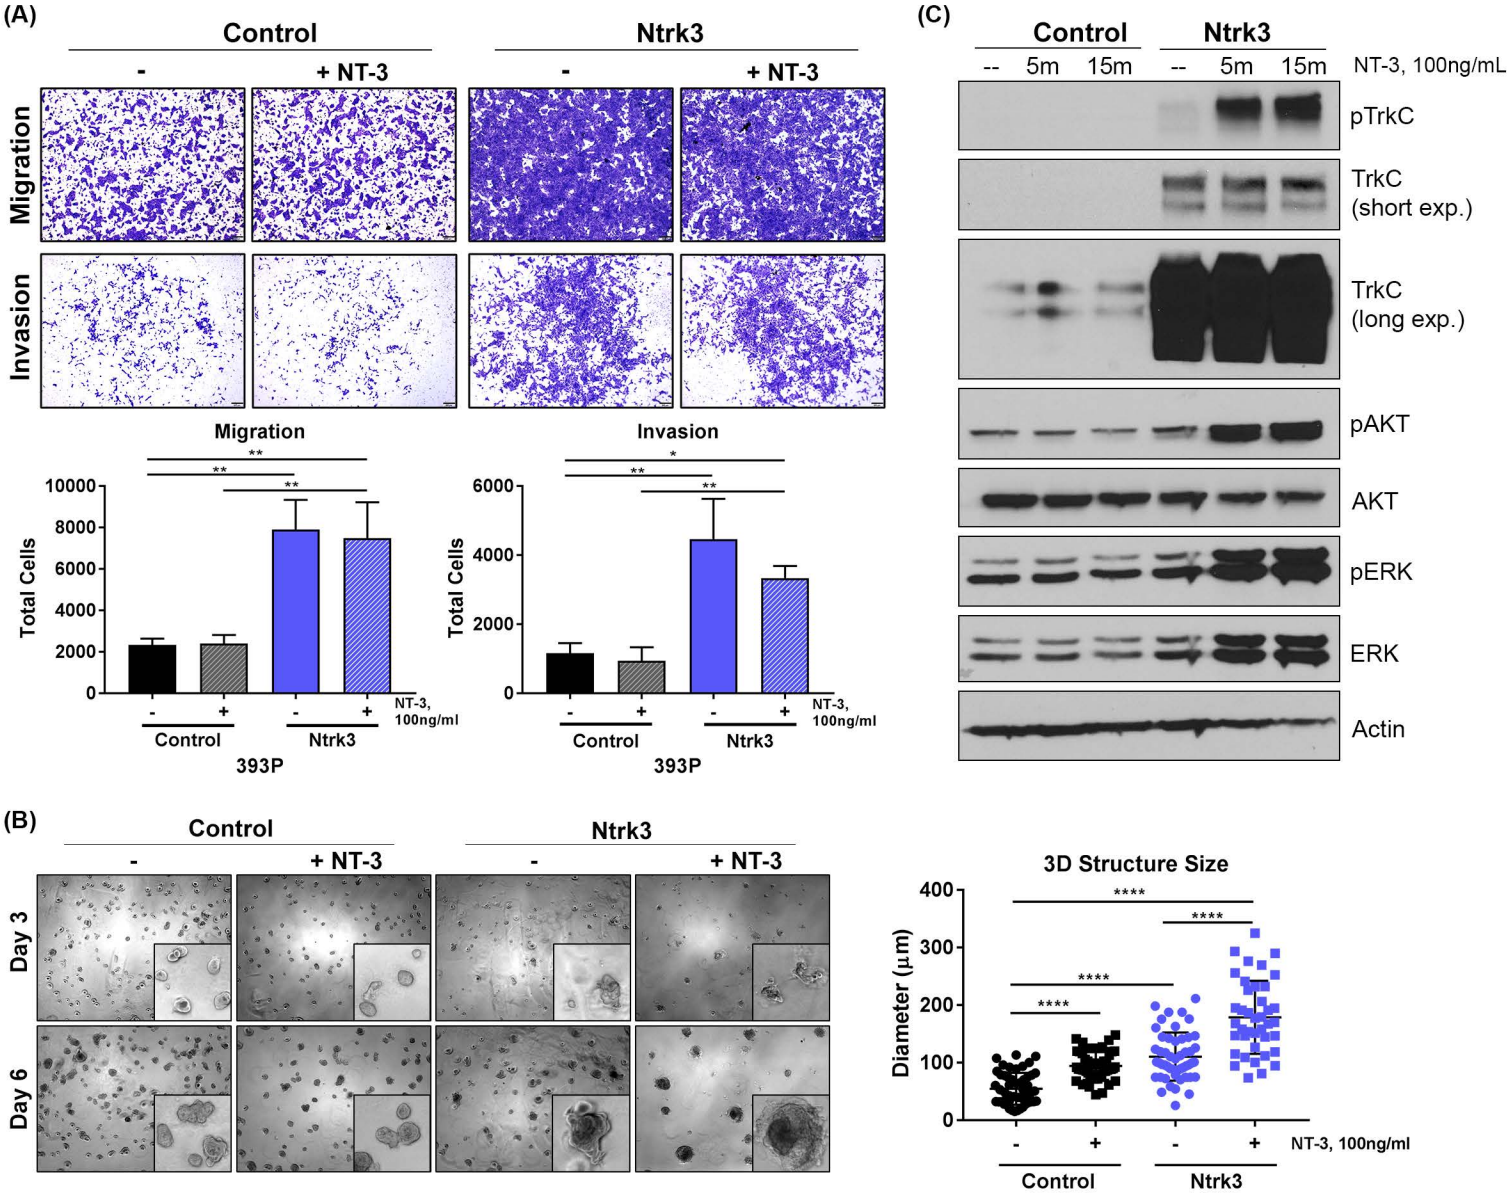 (A)
Control
Ntrk3
- + NT-3 - + NT-3
Migration
Invasion
Migration
**
**
**
Total Cells
10000
8000
6000
4000
2000
0
- + - + NT-3, 100ng/ml
Control Ntrk3
393P
Invasion
*
**
**
Total Cells
6000
4000
2000
0
- + - + NT-3, 100ng/ml
Control Ntrk3
393P
(B)
Control
Ntrk3
- + NT-3 - + NT-3
Day 3
Day 6
3D Structure Size
****
****
****
****
Diameter (μm)
400
300
200
100
0
- + - + NT-3, 100ng/ml
Control Ntrk3
(C)
Control Ntrk3
-- 5m 15m -- 5m 15m NT-3, 100ng/mL
pTrkC
TrkC
(short exp.)
TrkC
(long exp.)
pAKT
AKT
pERK
ERK
Actin